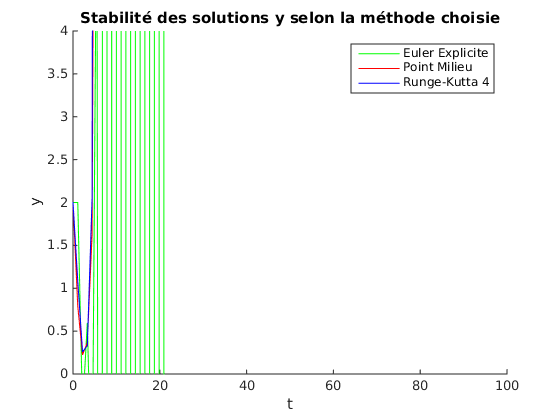 Stabilité des solutions y selon la méthode choisie
4
3.5
3
2.5
2
1.5
1
0.5
0
y
Euler Explicite
Point Milieu
Runge-Kutta 4
0 20 40 60 80 100
t